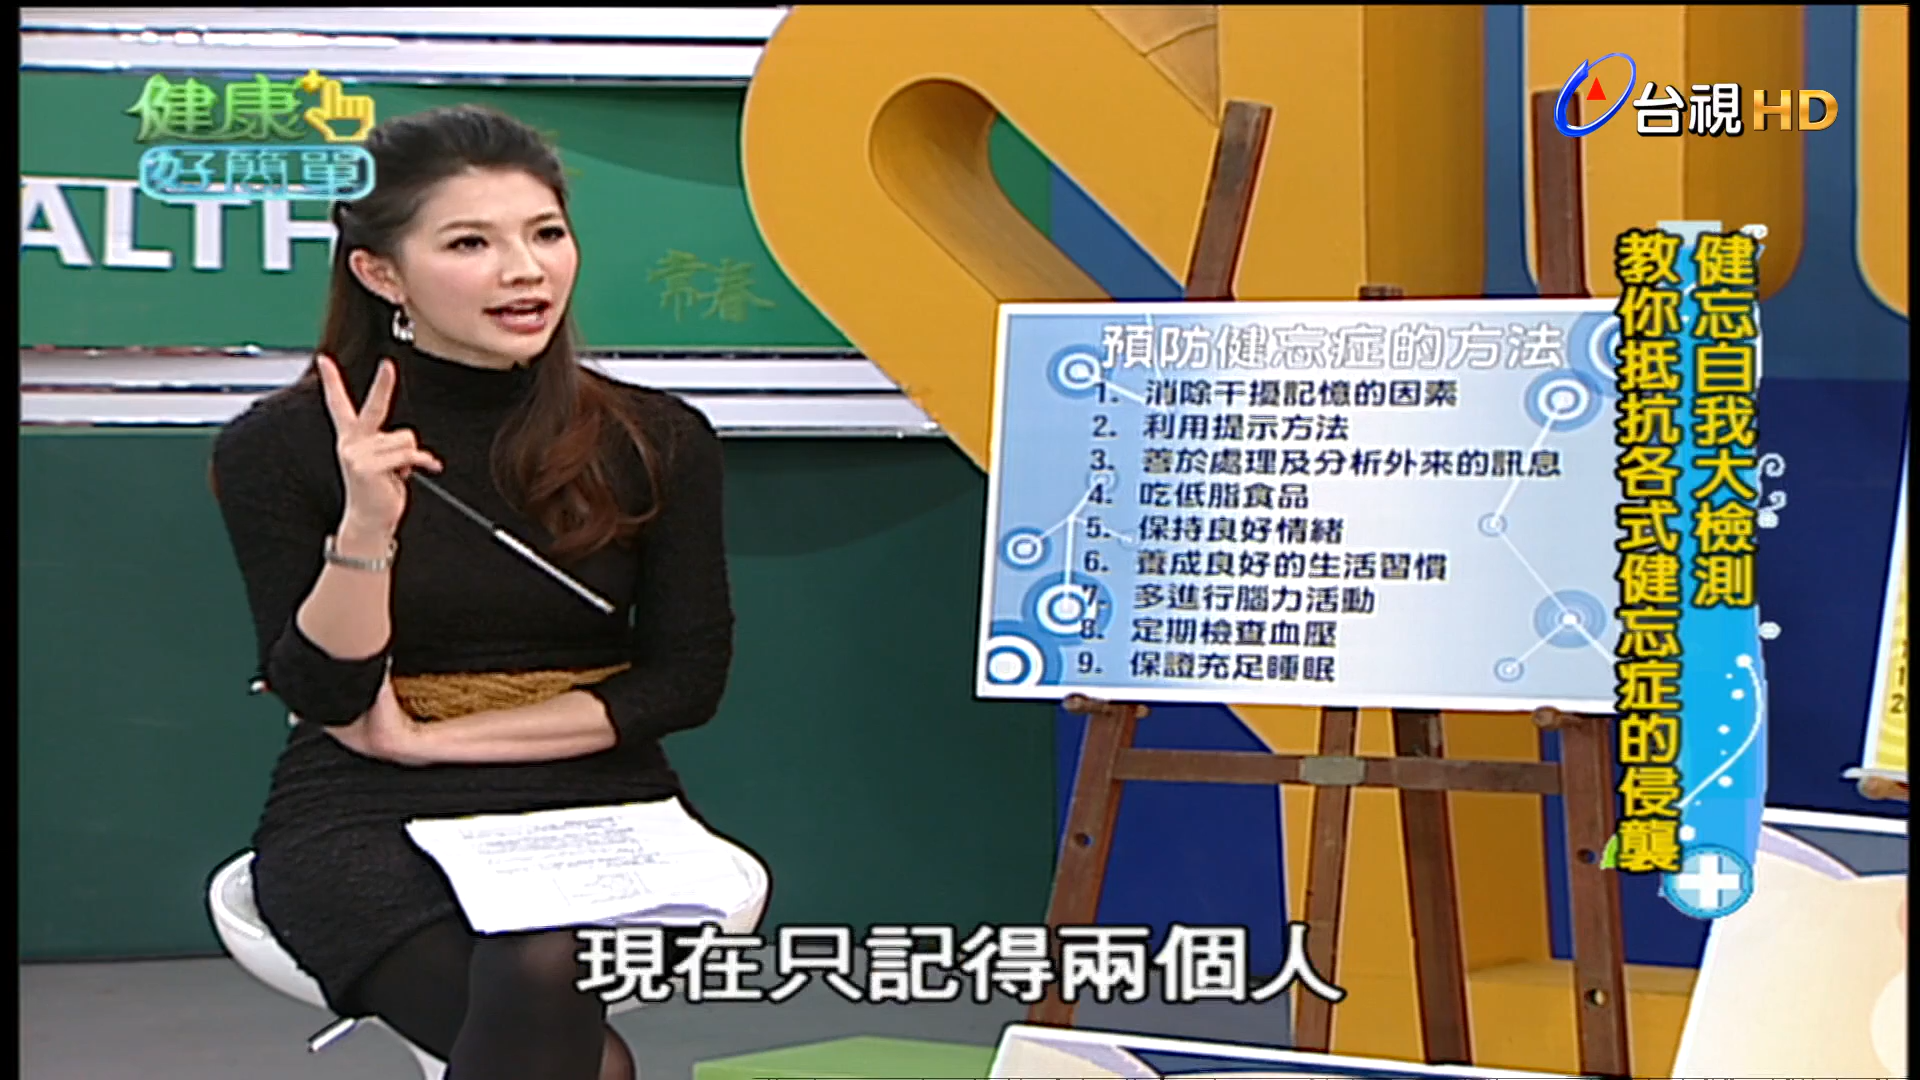 健康+
好簡單
台視HD
ALTH
常春
預防健忘症的方法
1. 消除干擾記憶的因素
2. 利用提示方法
3. 善於處理及分析外來的訊息
4. 吃低脂食品
5. 保持良好情緒
6. 養成良好的生活習慣
7. 多進行腦力活動
8. 定期檢查血壓
9. 保證充足睡眠
健忘自我大檢測
教你抵抗各式健忘症的侵襲
現在只記得兩個人